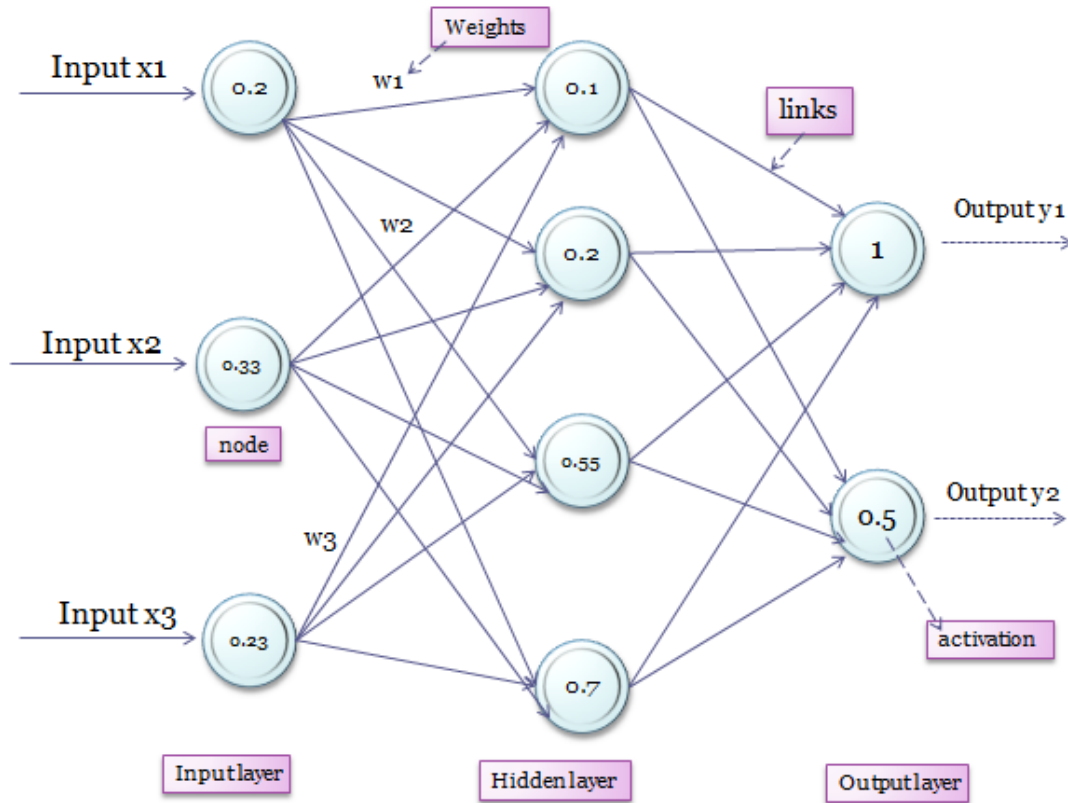 Weights
Input x1
0.2
w1
0.1
links
w2
0.2
Output y1
1
Input x2
0.33
node
0.55
Output y2
0.5
w3
Input x3
0.23
0.7
activation
Input layer
Hidden layer
Output layer